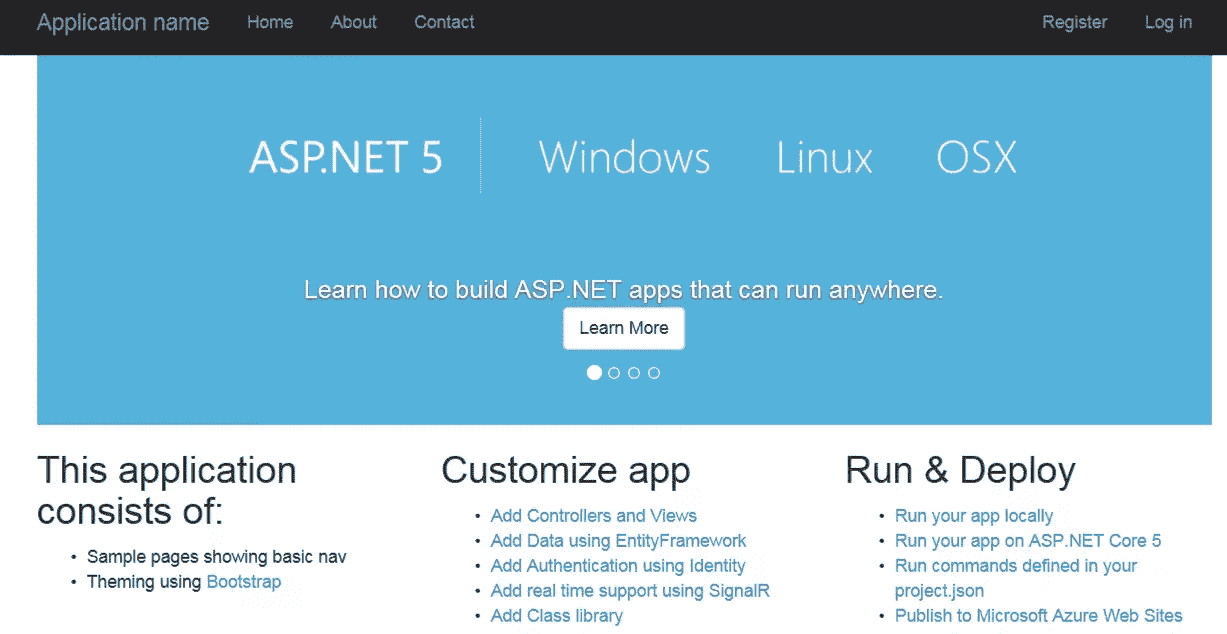 Application name Home About Contact Register Log in
ASP.NET 5 Windows Linux OSX
Learn how to build ASP.NET apps that can run anywhere.
Learn More
This application
consists of:
Sample pages showing basic nav
Theming using Bootstrap
Customize app
Add Controllers and Views
Add Data using EntityFramework
Add Authentication using Identity
Add real time support using SignalR
Add Class library
Run & Deploy
Run your app locally
Run your app on ASP.NET Core 5
Run commands defined in your
project.json
Publish to Microsoft Azure Web Sites